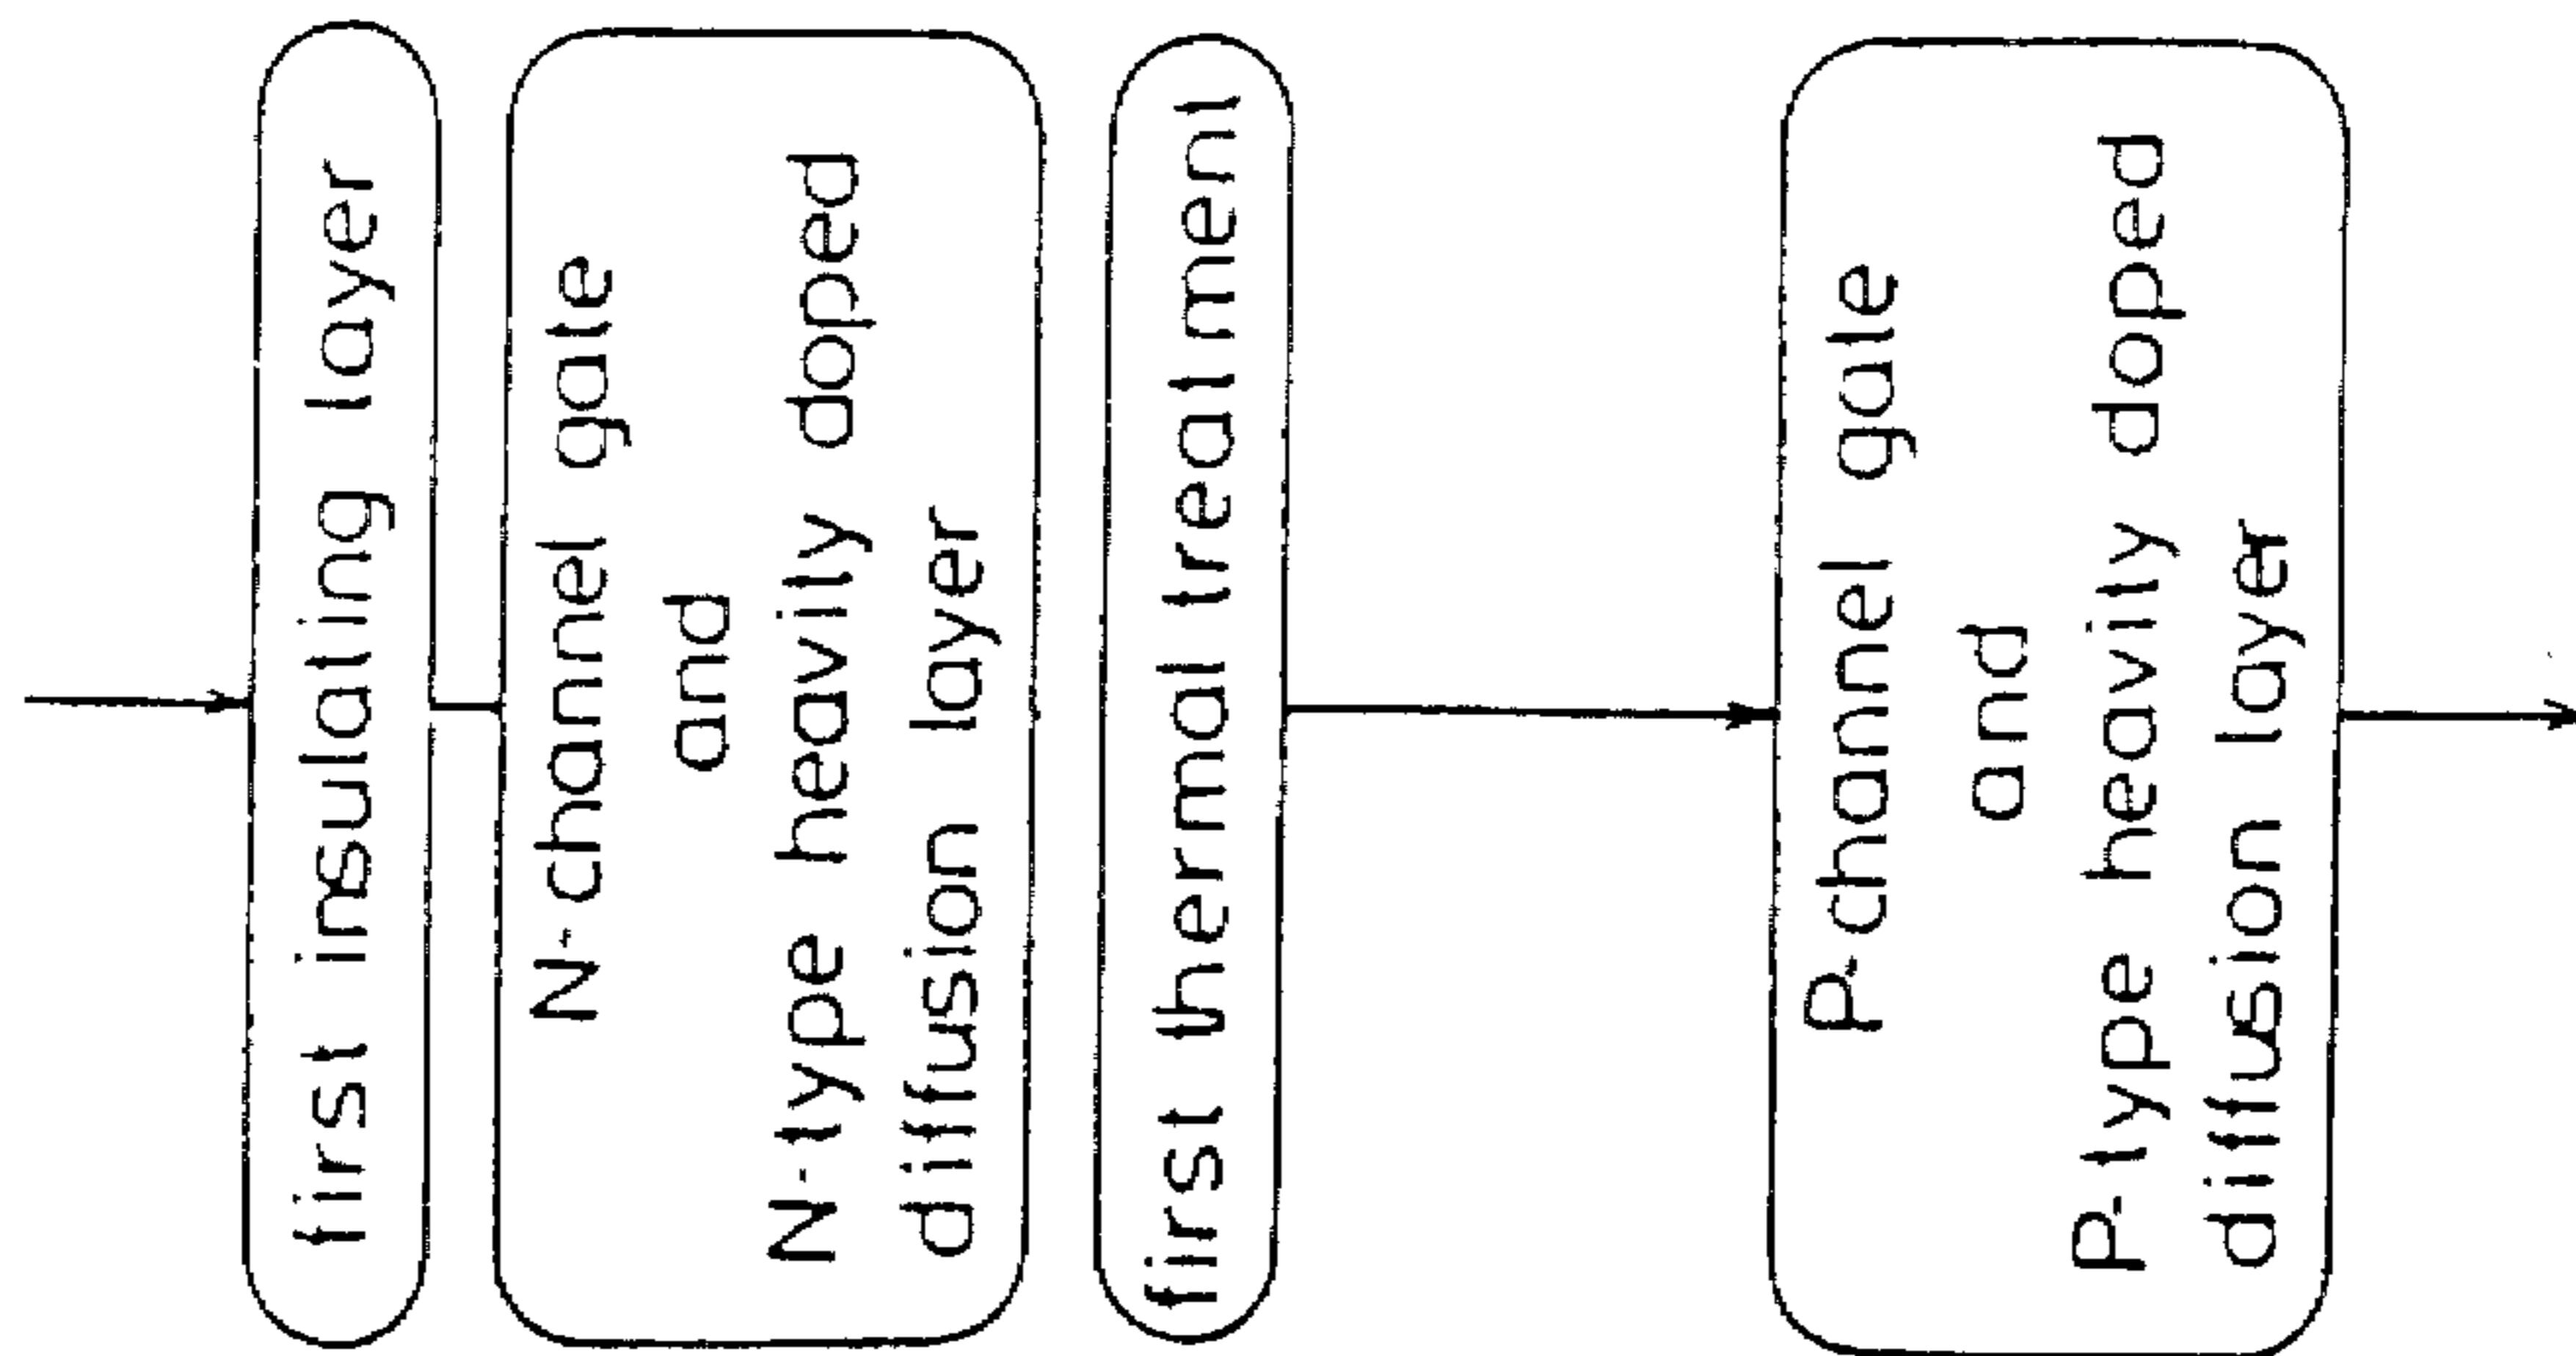 first insulating layer
N-channel gate
and
N-type heavily doped
diffusion layer
first thermal treatment
P-channel gate
and
P-type heavily doped
diffusion layer